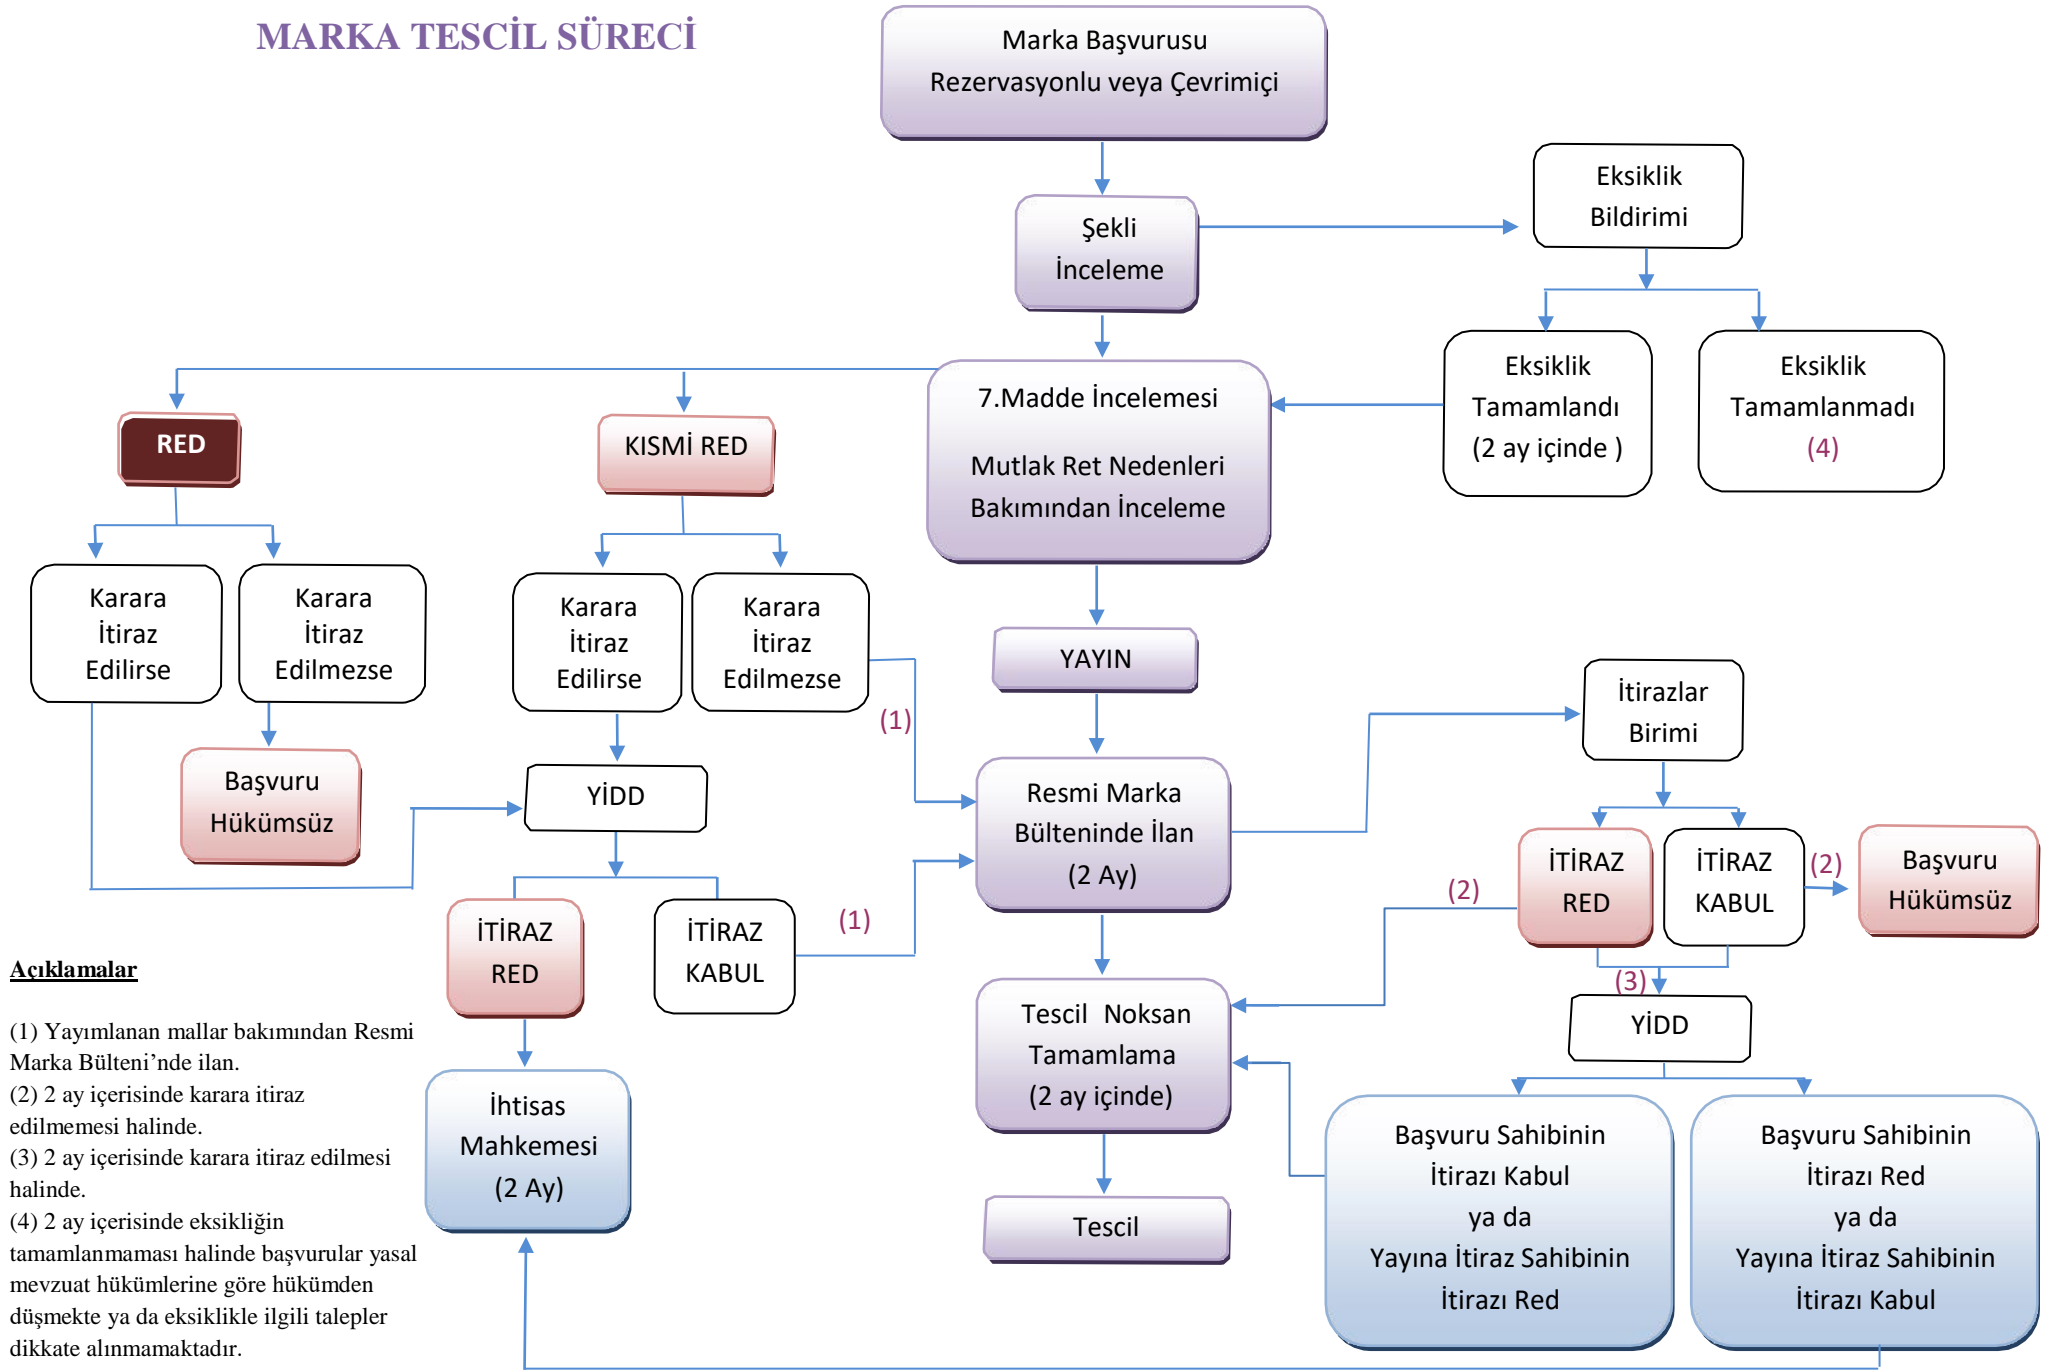 MARKA TESCİL SÜRECİ
Marka Başvurusu
Rezervasyonlu veya Çevrimiçi
Şekli
İnceleme
Eksiklik
Bildirimi
Eksiklik
Tamamlandı
(2 ay içinde )
Eksiklik
Tamamlanmadı
(4)
7.Madde İncelemesi
Mutlak Ret Nedenleri
Bakımından İnceleme
RED
KISMİ RED
Karara
İtiraz
Edilirse
Karara
İtiraz
Edilmezse
Karara
İtiraz
Edilirse
Karara
İtiraz
Edilmezse
(1)
YAYIN
Başvuru
Hükümsüz
YİDD
Resmi Marka
Bülteninde İlan
(2 Ay)
İtirazlar
Birimi
İTİRAZ
RED
İTİRAZ
KABUL
(1)
(2)
İTİRAZ
RED
İTİRAZ
KABUL
(2)
Başvuru
Hükümsüz
(3)
YİDD
Tescil Noksan
Tamamlama
(2 ay içinde)
İhtisas
Mahkemesi
(2 Ay)
Tescil
Başvuru Sahibinin
İtirazı Kabul
ya da
Yayına İtiraz Sahibinin
İtirazı Red
Başvuru Sahibinin
İtirazı Red
ya da
Yayına İtiraz Sahibinin
İtirazı Kabul
Açıklamalar
(1) Yayımlanan mallar bakımından Resmi
Marka Bülteni’nde ilan.
(2) 2 ay içerisinde karara itiraz
edilmemesi halinde.
(3) 2 ay içerisinde karara itiraz edilmesi
halinde.
(4) 2 ay içerisinde eksikliğin
tamamlanmaması halinde başvurular yasal
mevzuat hükümlerine göre hükümden
düşmekte ya da eksiklikle ilgili talepler
dikkate alınmamaktadır.